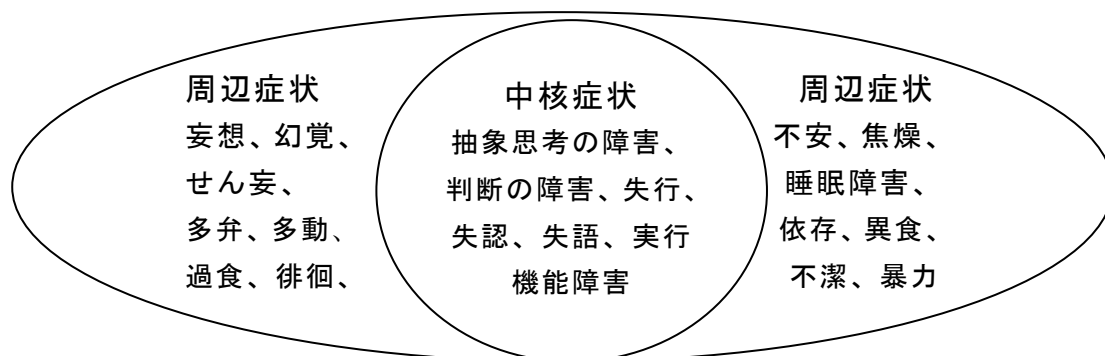 周辺症状
妄想、幻覚、
せん妄、
多弁、多動、
過食、徘徊、
中核症状
抽象思考の障害、
判断の障害、失行、
失認、失語、実行
機能障害
周辺症状
不安、焦燥、
睡眠障害、
依存、異食、
不潔、暴力